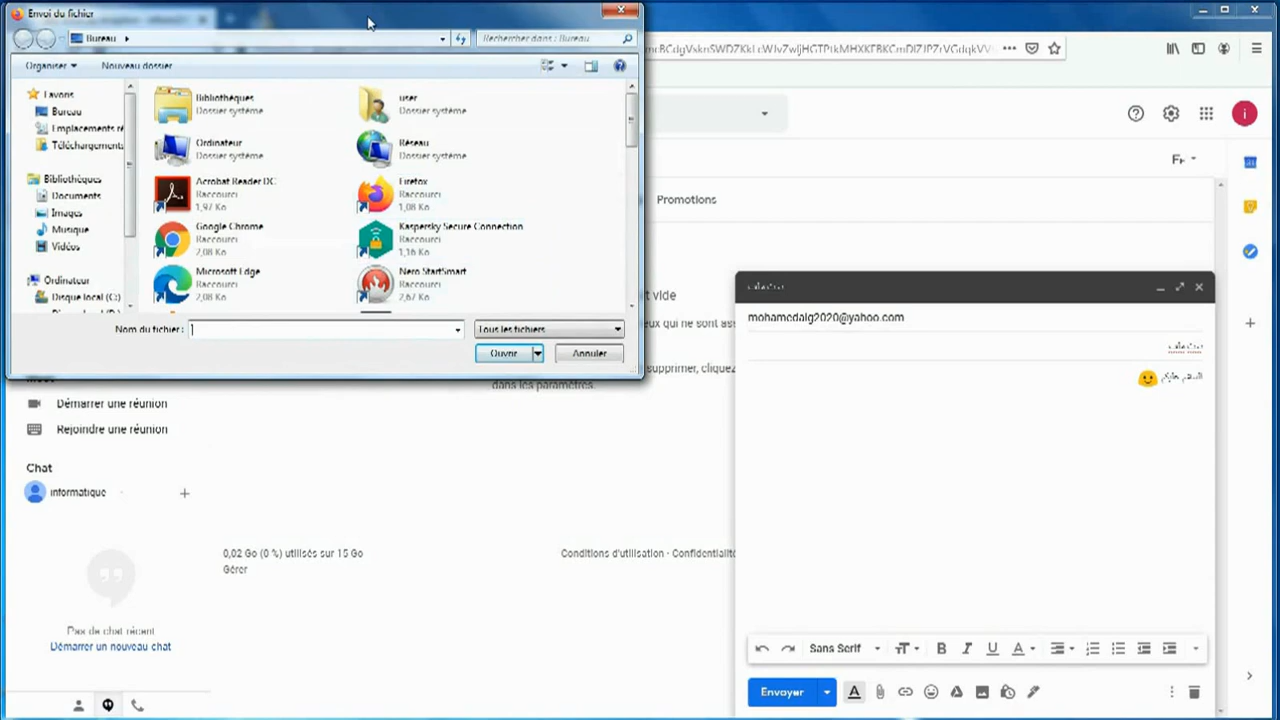 Envoi du fichier
Bureau
Rechercher dans : Bureau
Organiser
Nouveau dossier
Favoris
Bureau
Emplacements ré
Téléchargements
Bibliothèques
Documents
Images
Musique
Vidéos
Ordinateur
Disque local (C:)
Bibliothèques
Dossier système
user
Dossier système
Ordinateur
Dossier système
Réseau
Dossier système
Acrobat Reader DC
Raccourci
1,97 Ko
Firefox
Raccourci
1,08 Ko
Google Chrome
Raccourci
2,08 Ko
Kaspersky Secure Connection
Raccourci
1,16 Ko
Microsoft Edge
Raccourci
2,08 Ko
Nero StartSmart
Raccourci
2,67 Ko
Nom du fichier :
Tous les fichiers
Ouvrir
Annuler
i
Promotions
t vide
eux qui ne sont ass
supprimer, cliquez
dans les paramètres.
mohamedalg2020@yahoo.com
السلام عليكم
Démarrer une réunion
Rejoindre une réunion
Chat
informatique
Pas de chat récent
Démarrer un nouveau chat
0,02 Go (0 %) utilisés sur 15 Go
Gérer
Conditions d'utilisation · Confidentialité
Sans Serif
Envoyer